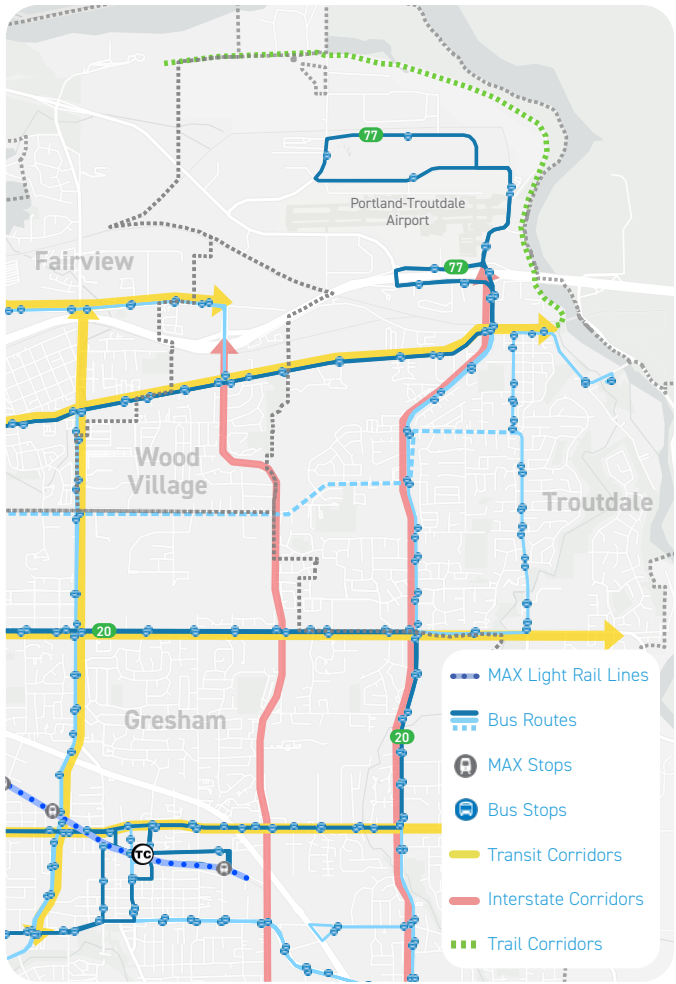 77
Portland-Troutdale
Airport
Fairview
77
Wood
Village
Troutdale
20
MAX Light Rail Lines
Gresham
Bus Routes
20
MAX Stops
Bus Stops
TC
Transit Corridors
Interstate Corridors
Trail Corridors